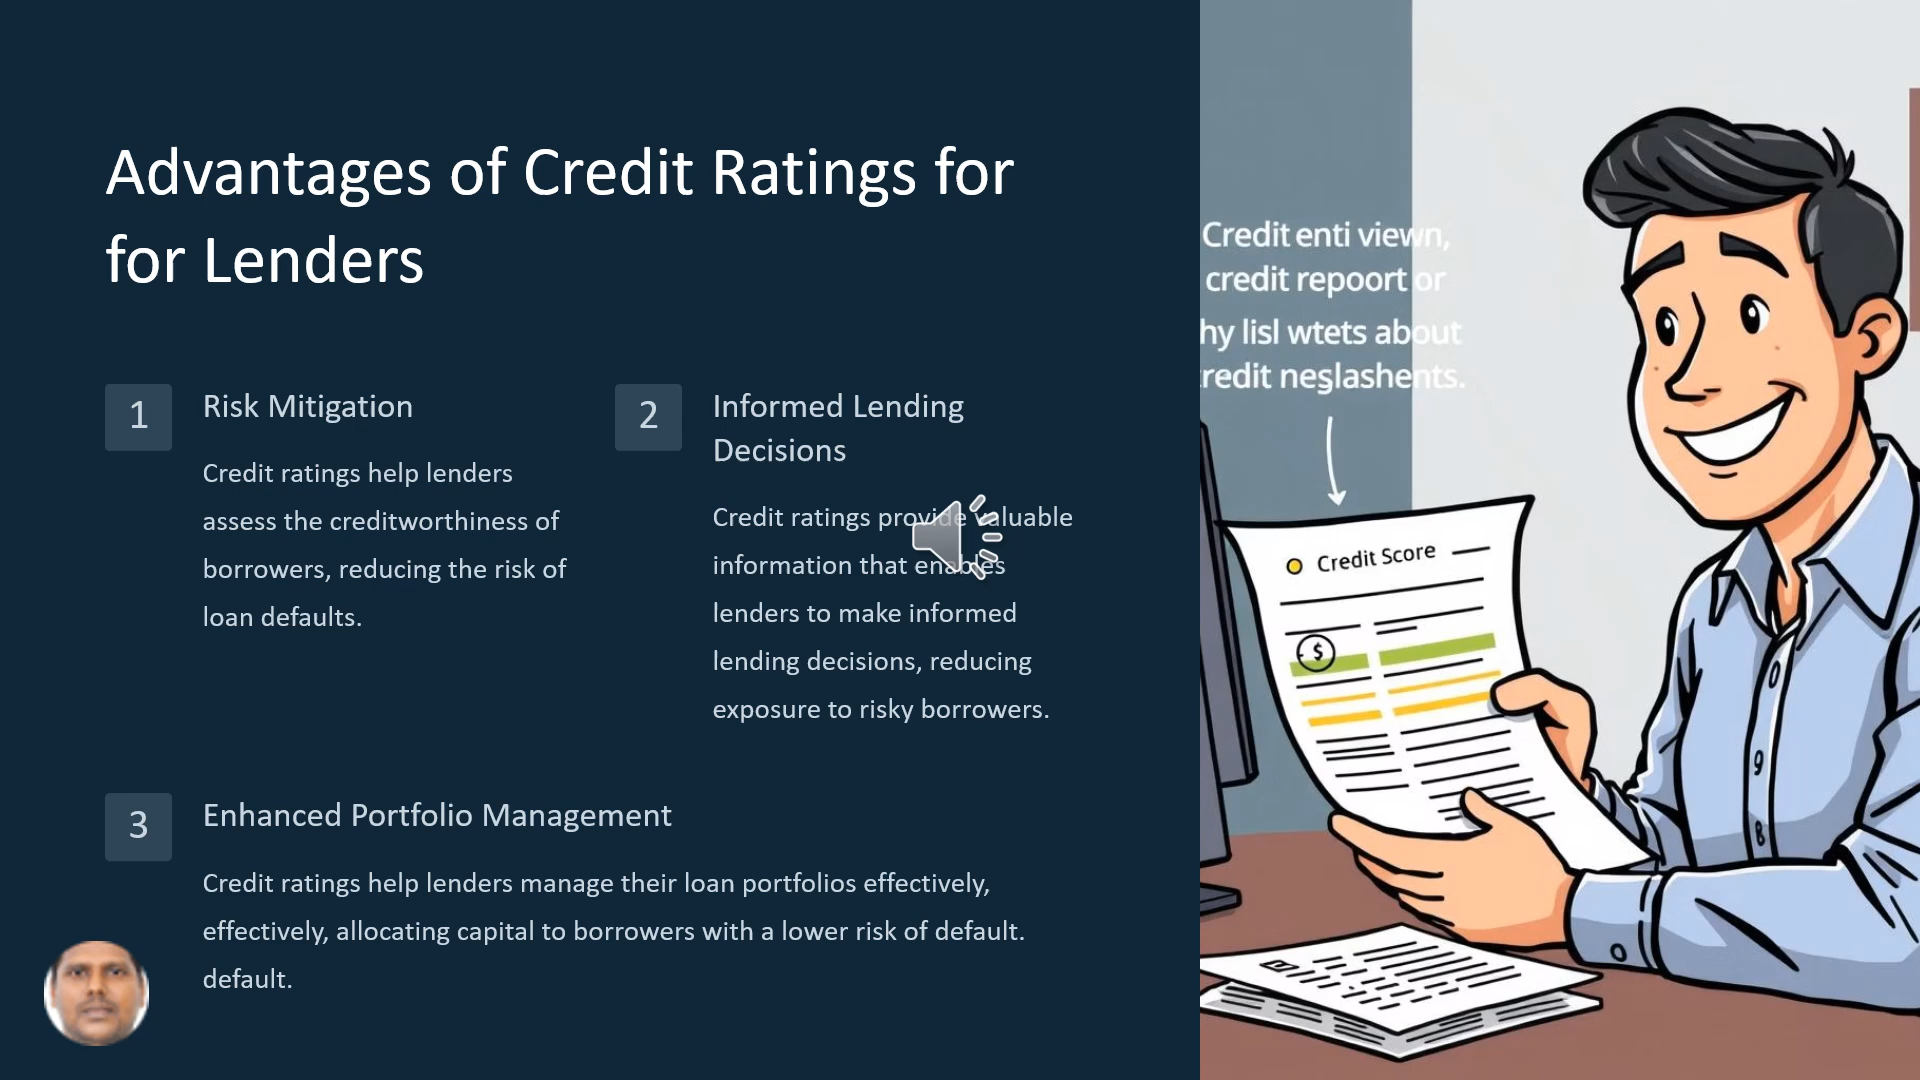 Advantages of Credit Ratings for
for Lenders
1
Risk Mitigation
Credit ratings help lenders
assess the creditworthiness of
borrowers, reducing the risk of
loan defaults.
2
Informed Lending
Decisions
Credit ratings provide valuable
information that enables
lenders to make informed
lending decisions, reducing
exposure to risky borrowers.
3
Enhanced Portfolio Management
Credit ratings help lenders manage their loan portfolios effectively,
effectively, allocating capital to borrowers with a lower risk of default.
default.
Credit enti viewn,
credit repoort or
hy lisl wtets about
credit neslashents.
Credit Score
$